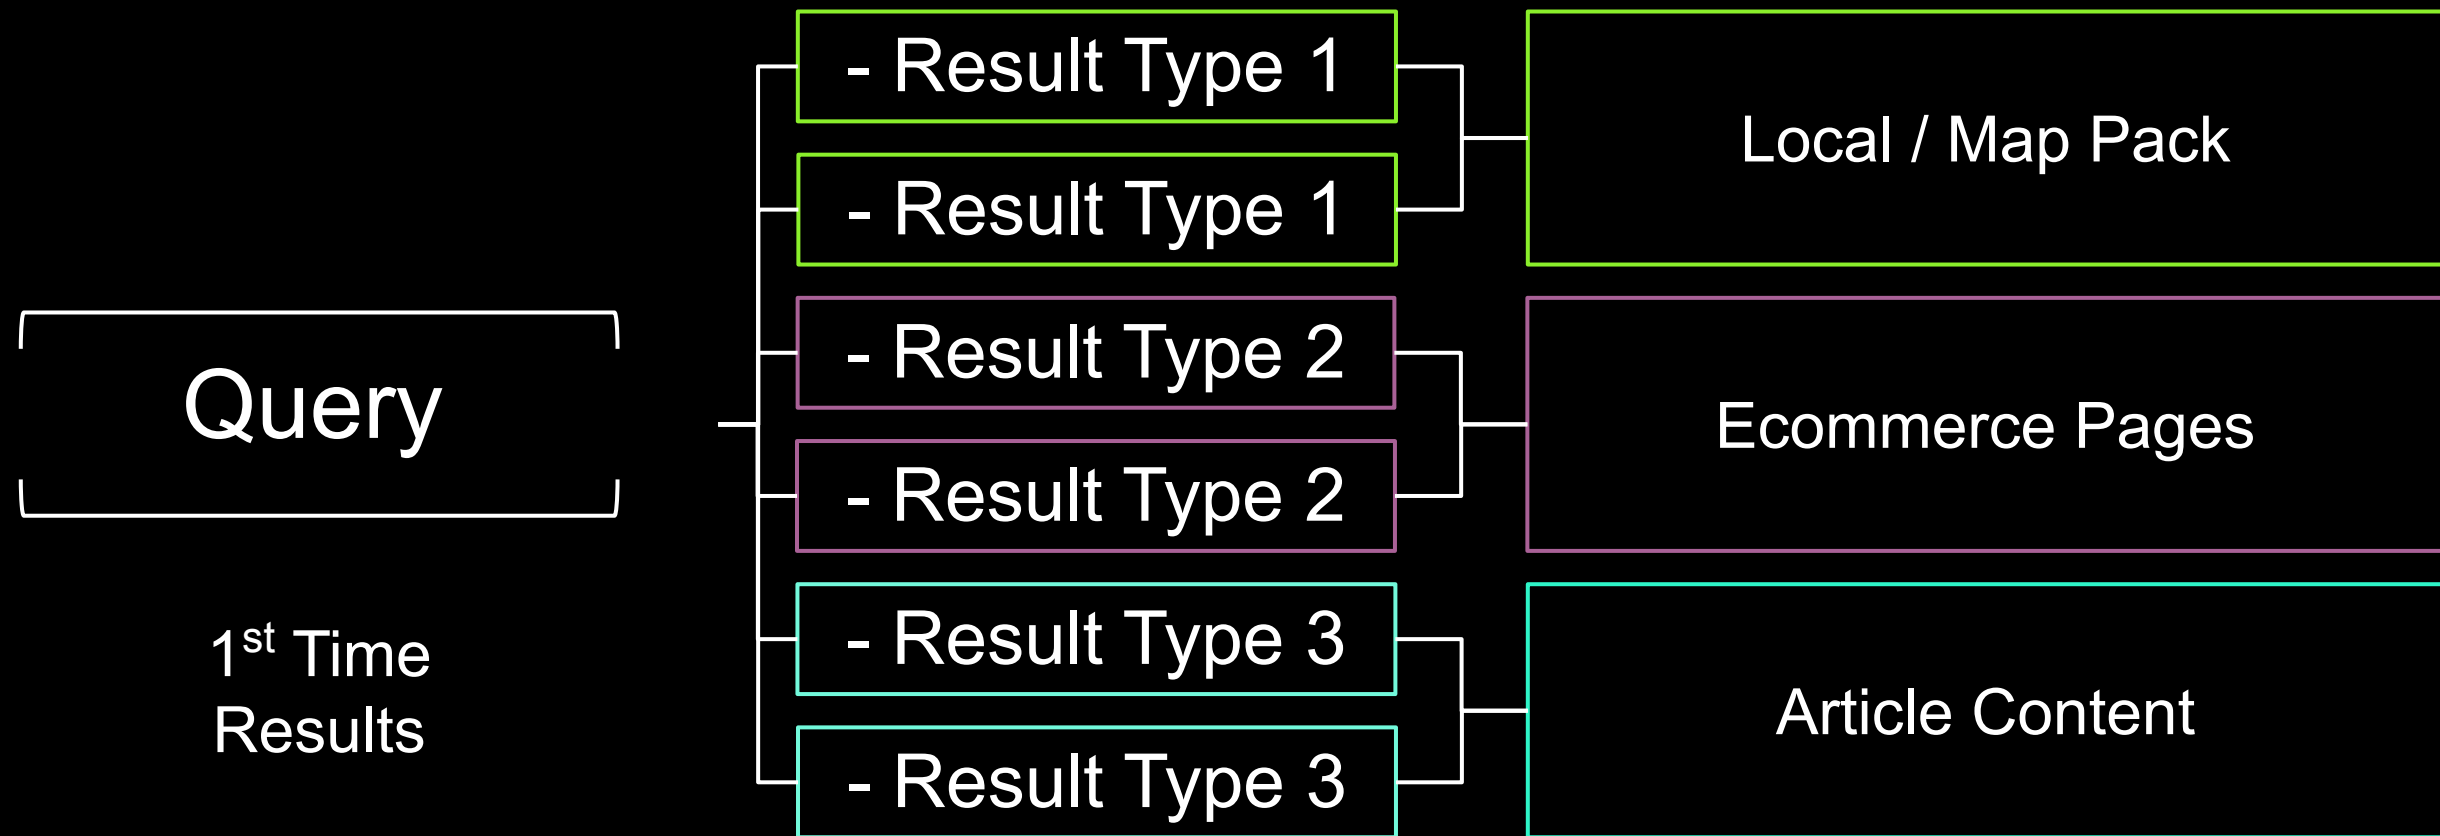 Query
1st Time
Results
- Result Type 1
- Result Type 1
- Result Type 2
- Result Type 2
- Result Type 3
- Result Type 3
Local / Map Pack
Ecommerce Pages
Article Content